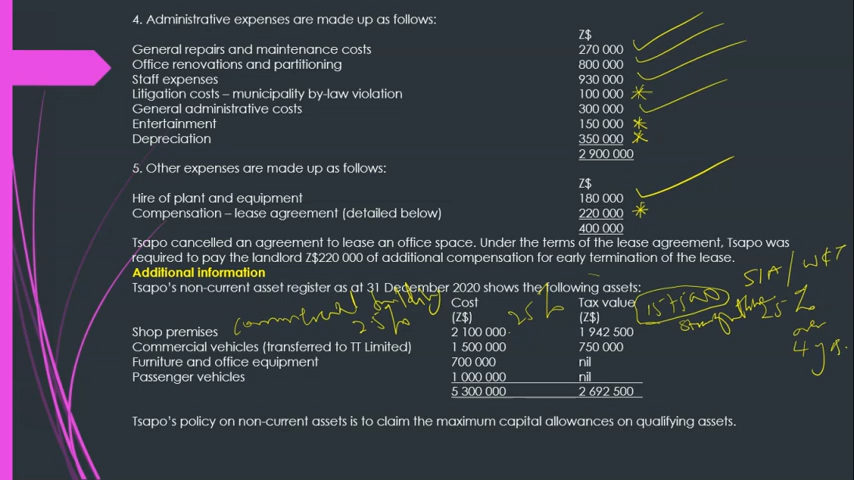 4. Administrative expenses are made up as follows:
Z$
General repairs and maintenance costs 270 000
Office renovations and partitioning 800 000
Staff expenses 930 000
Litigation costs – municipality by-law violation 100 000
General administrative costs 300 000
Entertainment 150 000
Depreciation 350 000
2 900 000
5. Other expenses are made up as follows:
Z$
Hire of plant and equipment 180 000
Compensation – lease agreement (detailed below) 220 000
400 000
Tsapo cancelled an agreement to lease an office space. Under the terms of the lease agreement, Tsapo was
required to pay the landlord Z$220 000 of additional compensation for early termination of the lease.
SIA / W&T
Additional information
Tsapo's non-current asset register as at 31 December 2020 shows the following assets:
Cost Tax value
(Z$) (Z$)
commercial building 25% 25%
25%
over
4 yrs.
Shop premises 2 100 000 1 942 500
Commercial vehicles (transferred to TT Limited) 1 500 000 750 000
Furniture and office equipment 700 000 nil
Passenger vehicles 1 000 000 nil
5 300 000 2 692 500
Tsapo's policy on non-current assets is to claim the maximum capital allowances on qualifying assets.